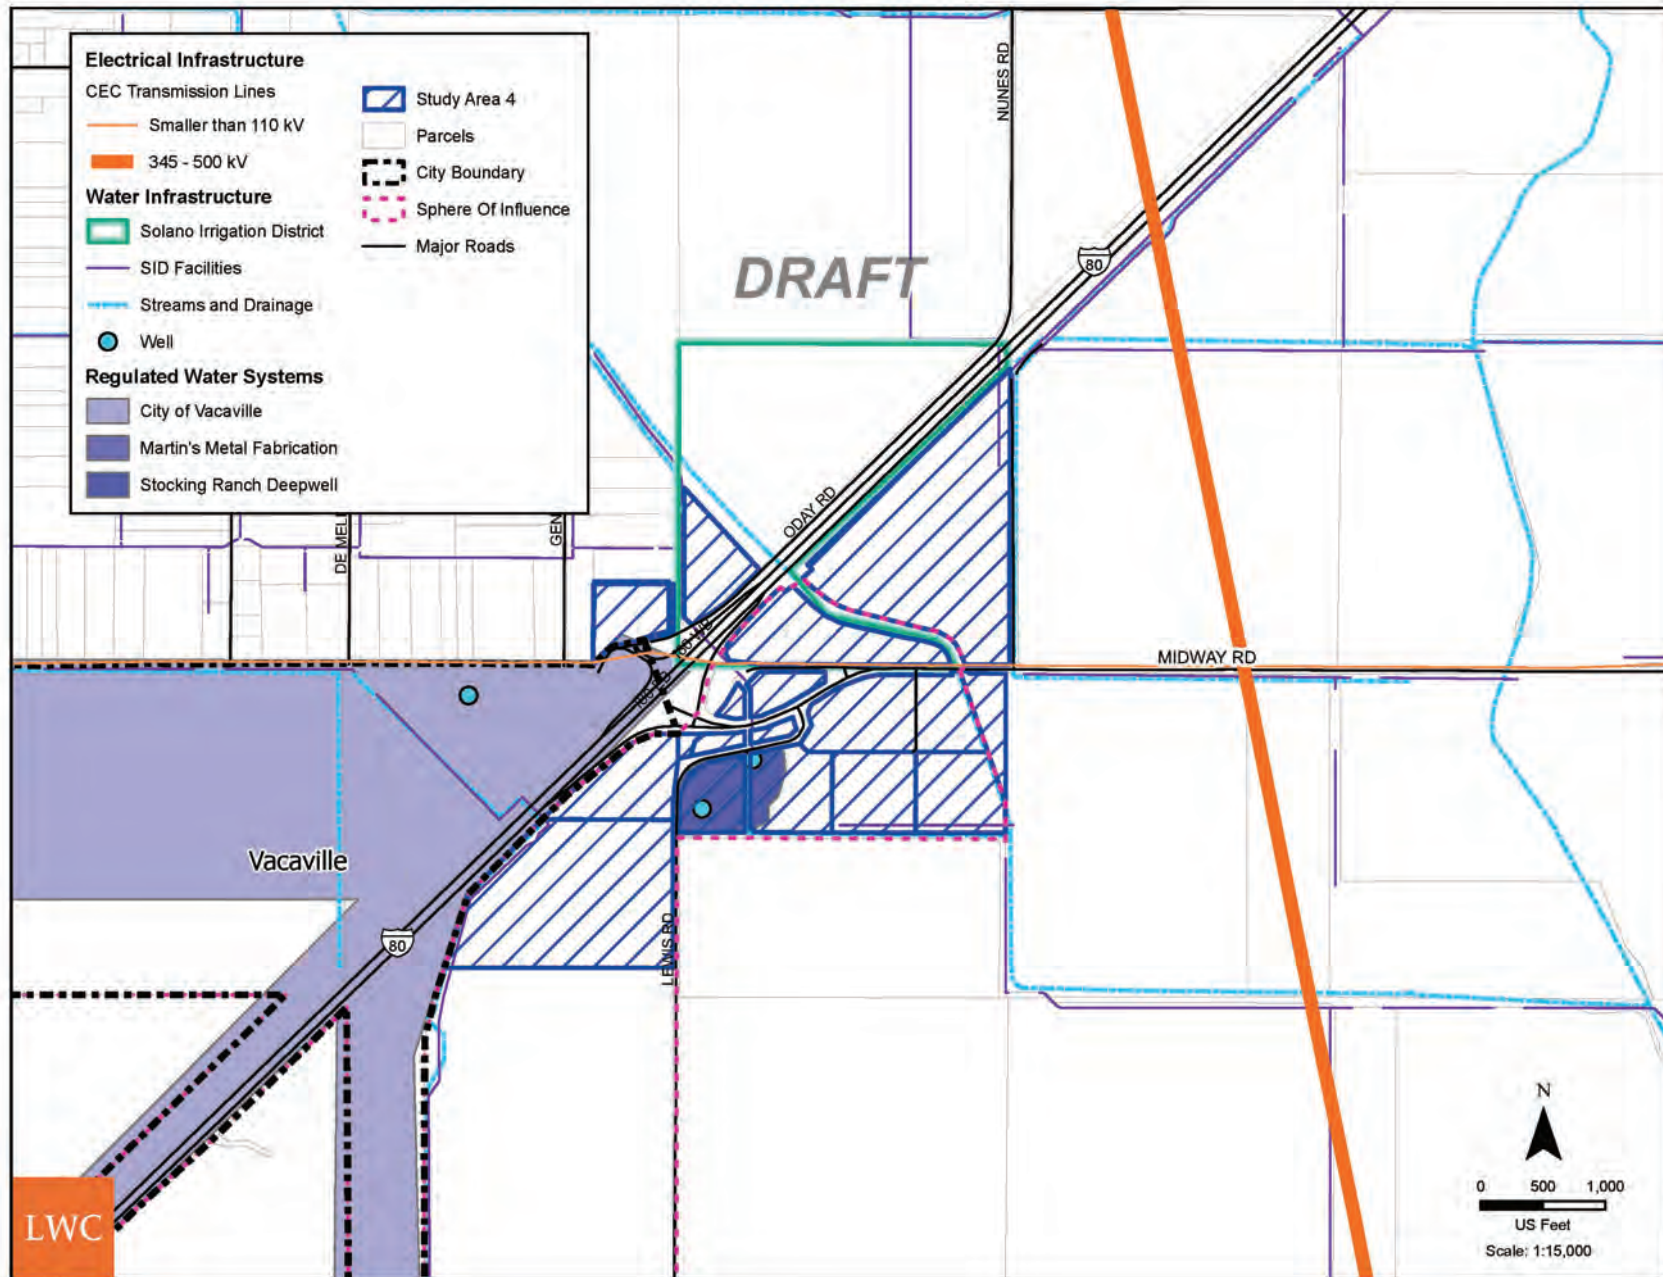 Electrical Infrastructure
CEC Transmission Lines
Smaller than 110 kV
345 - 500 kV
Water Infrastructure
Solano Irrigation District
SID Facilities
Streams and Drainage
Well
Regulated Water Systems
City of Vacaville
Martin's Metal Fabrication
Stocking Ranch Deepwell
Study Area 4
Parcels
City Boundary
Sphere Of Influence
Major Roads
NUNES RD
80
DRAFT
ODAY RD
DE MEL
GEN
MIDWAY RD
Vacaville
80
LEWIS RD
N
0 500 1,000
US Feet
Scale: 1:15,000
LWC